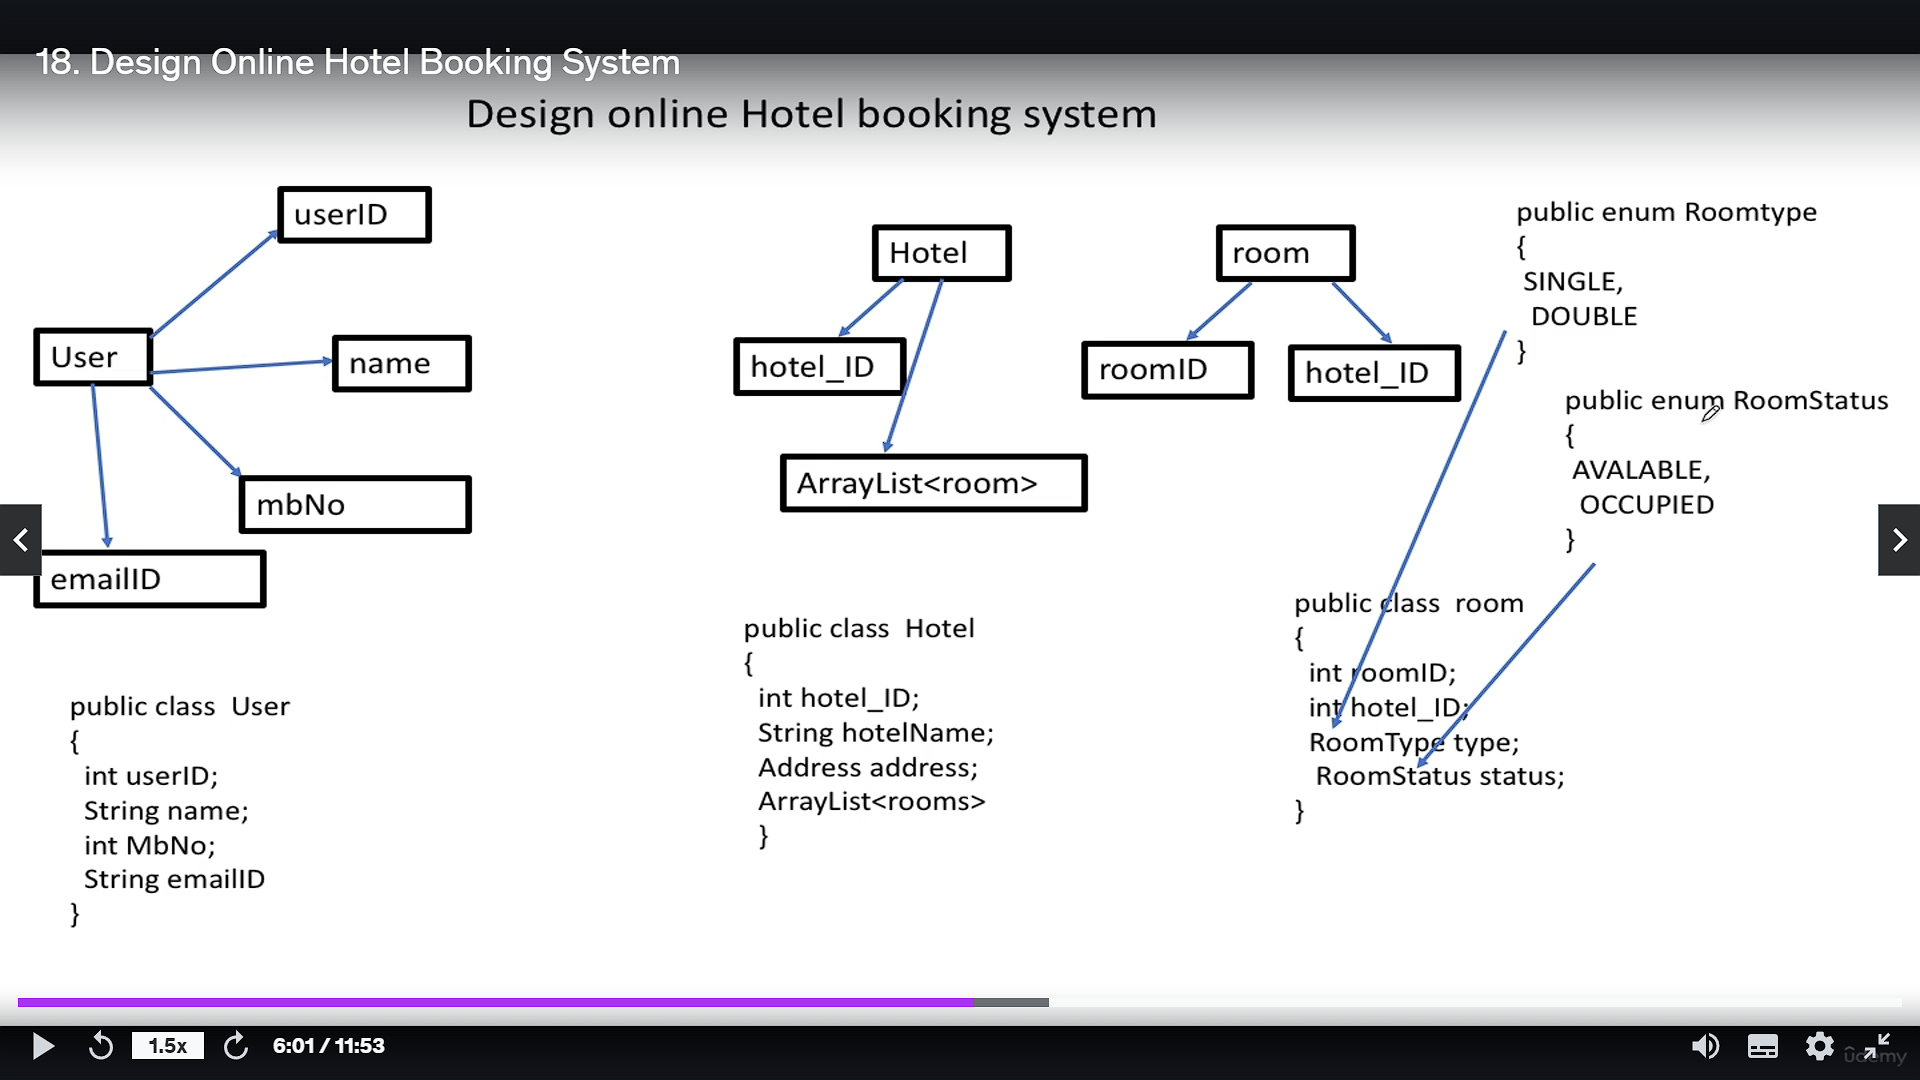 18. Design Online Hotel Booking System
Design online Hotel booking system
userID
User
name
mbNo
emailID
public class User
{
int userID;
String name;
int MbNo;
String emailID
}
Hotel
hotel_ID
ArrayList<room>
public class Hotel
{
int hotel_ID;
String hotelName;
Address address;
ArrayList<rooms>
}
room
roomID
hotel_ID
public enum Roomtype
{
SINGLE,
DOUBLE
}
public enum RoomStatus
{
AVALABLE,
OCCUPIED
}
public class room
{
int roomID;
int hotel_ID;
RoomType type;
RoomStatus status;
}
1.5x
6:01 / 11:53
ûdemy